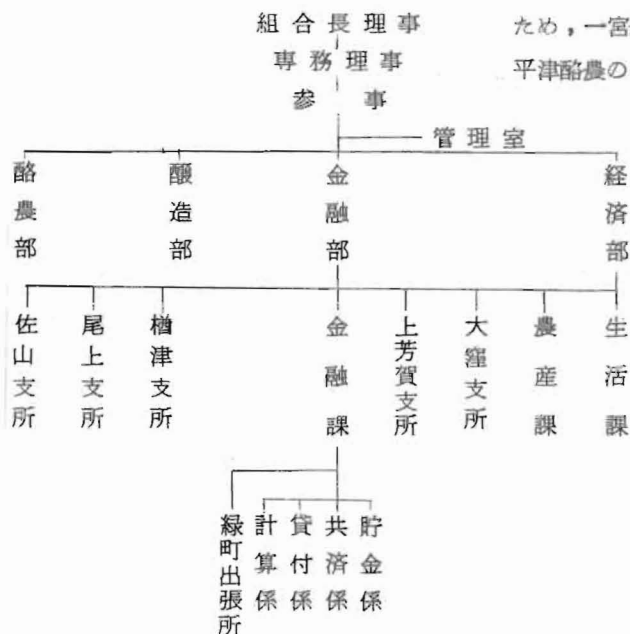 組合長理事
専務理事
参事
ため，一宮
平津酪農の
管理室
経済部
金融部
醸造部
酪農部
生活課
農産課
大窪支所
上芳賀支所
金融課
楢津支所
尾上支所
佐山支所
貯金係
共済係
貸付係
計算係
緑町出張所